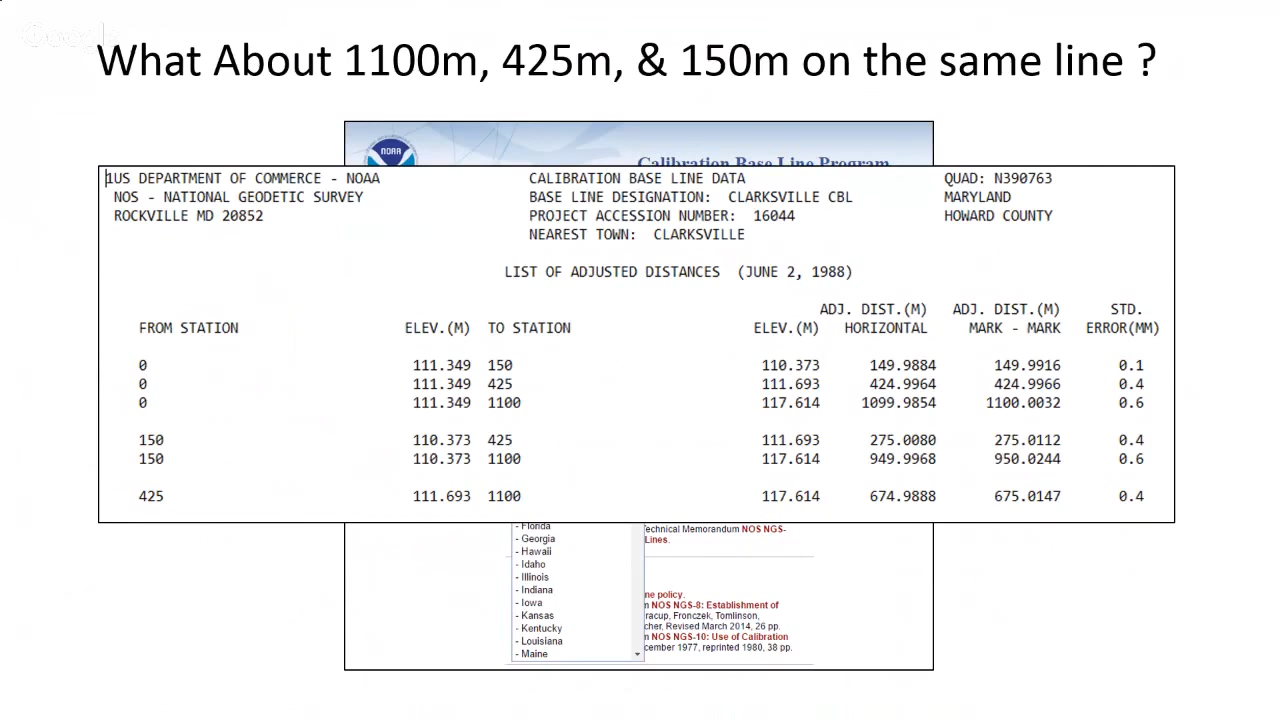 Google
What About 1100m, 425m, & 150m on the same line ?
NOAA
Calibration Base Line Program
1US DEPARTMENT OF COMMERCE - NOAA CALIBRATION BASE LINE DATA QUAD: N390763
NOS - NATIONAL GEODETIC SURVEY BASE LINE DESIGNATION: CLARKSVILLE CBL MARYLAND
ROCKVILLE MD 20852 PROJECT ACCESSION NUMBER: 16044 HOWARD COUNTY
NEAREST TOWN: CLARKSVILLE
LIST OF ADJUSTED DISTANCES (JUNE 2, 1988)
ADJ. DIST.(M) ADJ. DIST.(M) STD.
FROM STATION ELEV.(M) TO STATION ELEV.(M) HORIZONTAL MARK - MARK ERROR(MM)
0 111.349 150 110.373 149.9884 149.9916 0.1
0 111.349 425 111.693 424.9964 424.9966 0.4
0 111.349 1100 117.614 1099.9854 1100.0032 0.6
150 110.373 425 111.693 275.0080 275.0112 0.4
150 110.373 1100 117.614 949.9968 950.0244 0.6
425 111.693 1100 117.614 674.9888 675.0147 0.4
- Florida
- Georgia
- Hawaii
- Idaho
- Illinois
- Indiana
- Iowa
- Kansas
- Kentucky
- Louisiana
- Maine
echnical Memorandum NOS NGS-
Lines.
ne policy.
m NOS NGS-8: Establishment of
racup, Fronczek, Tomlinson,
cher, Revised March 2014, 26 pp.
m NOS NGS-10: Use of Calibration
cember 1977, reprinted 1980, 38 pp.